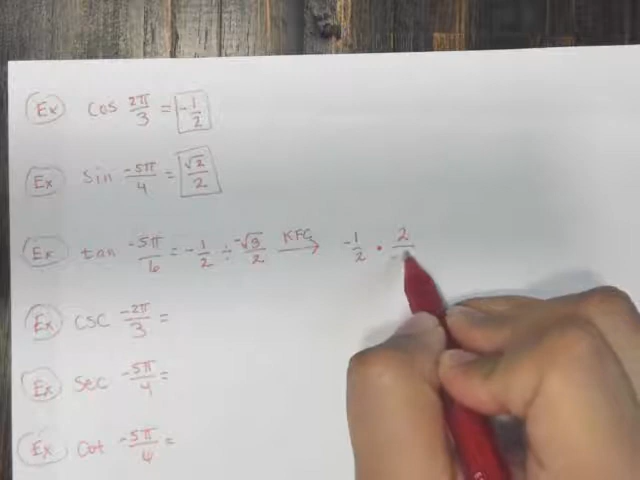 Ex cos 2π/3 = -1/2
Ex sin -5π/4 = √2/2
Ex tan -5π/6 = -1/2 ÷ -√3/2 KFC → -1/2 · 2/
Ex csc -2π/3 =
Ex sec -5π/4 =
Ex cot -5π/4 =